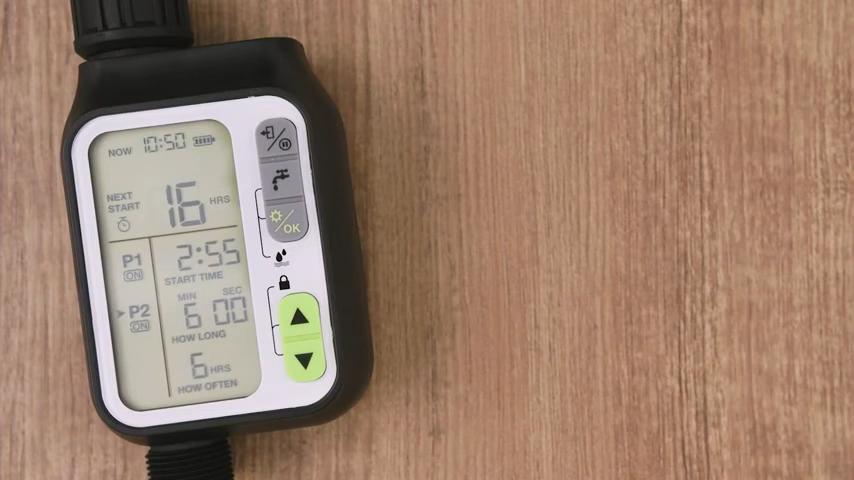 NOW 10:50
NEXT
START
16 HRS
P1
ON
2:55
START TIME
P2
ON
MIN SEC
6 00
HOW LONG
6 HRS
HOW OFTEN
OK